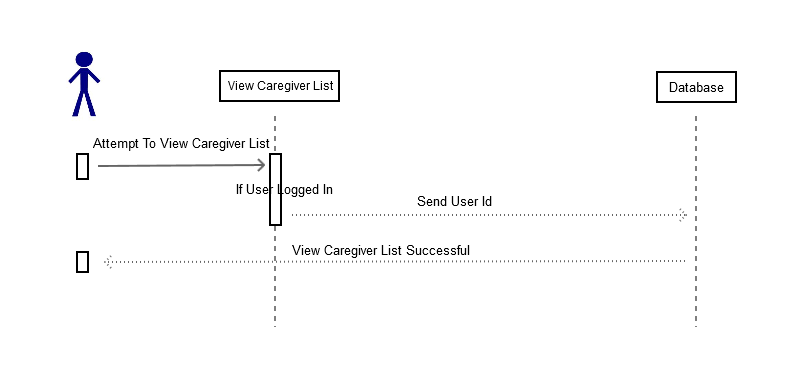 View Caregiver List
Database
Attempt To View Caregiver List
If User Logged In
Send User Id
View Caregiver List Successful